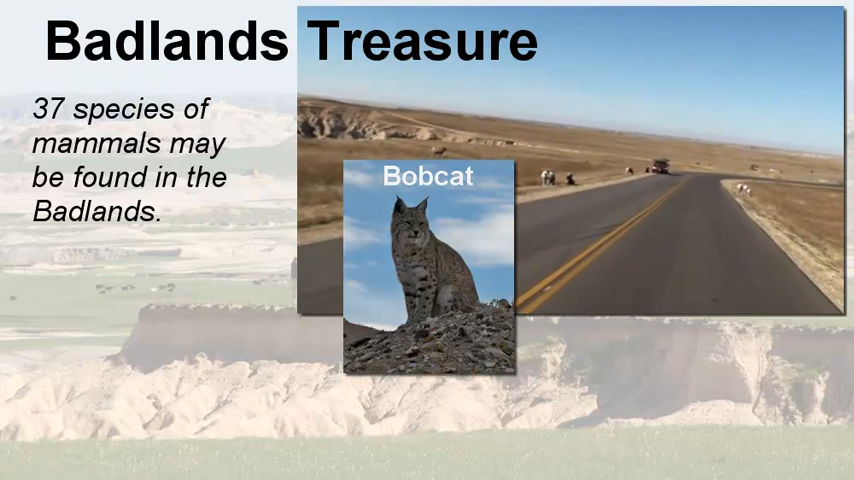 Badlands Treasure
37 species of
mammals may
be found in the
Badlands.
Bobcat